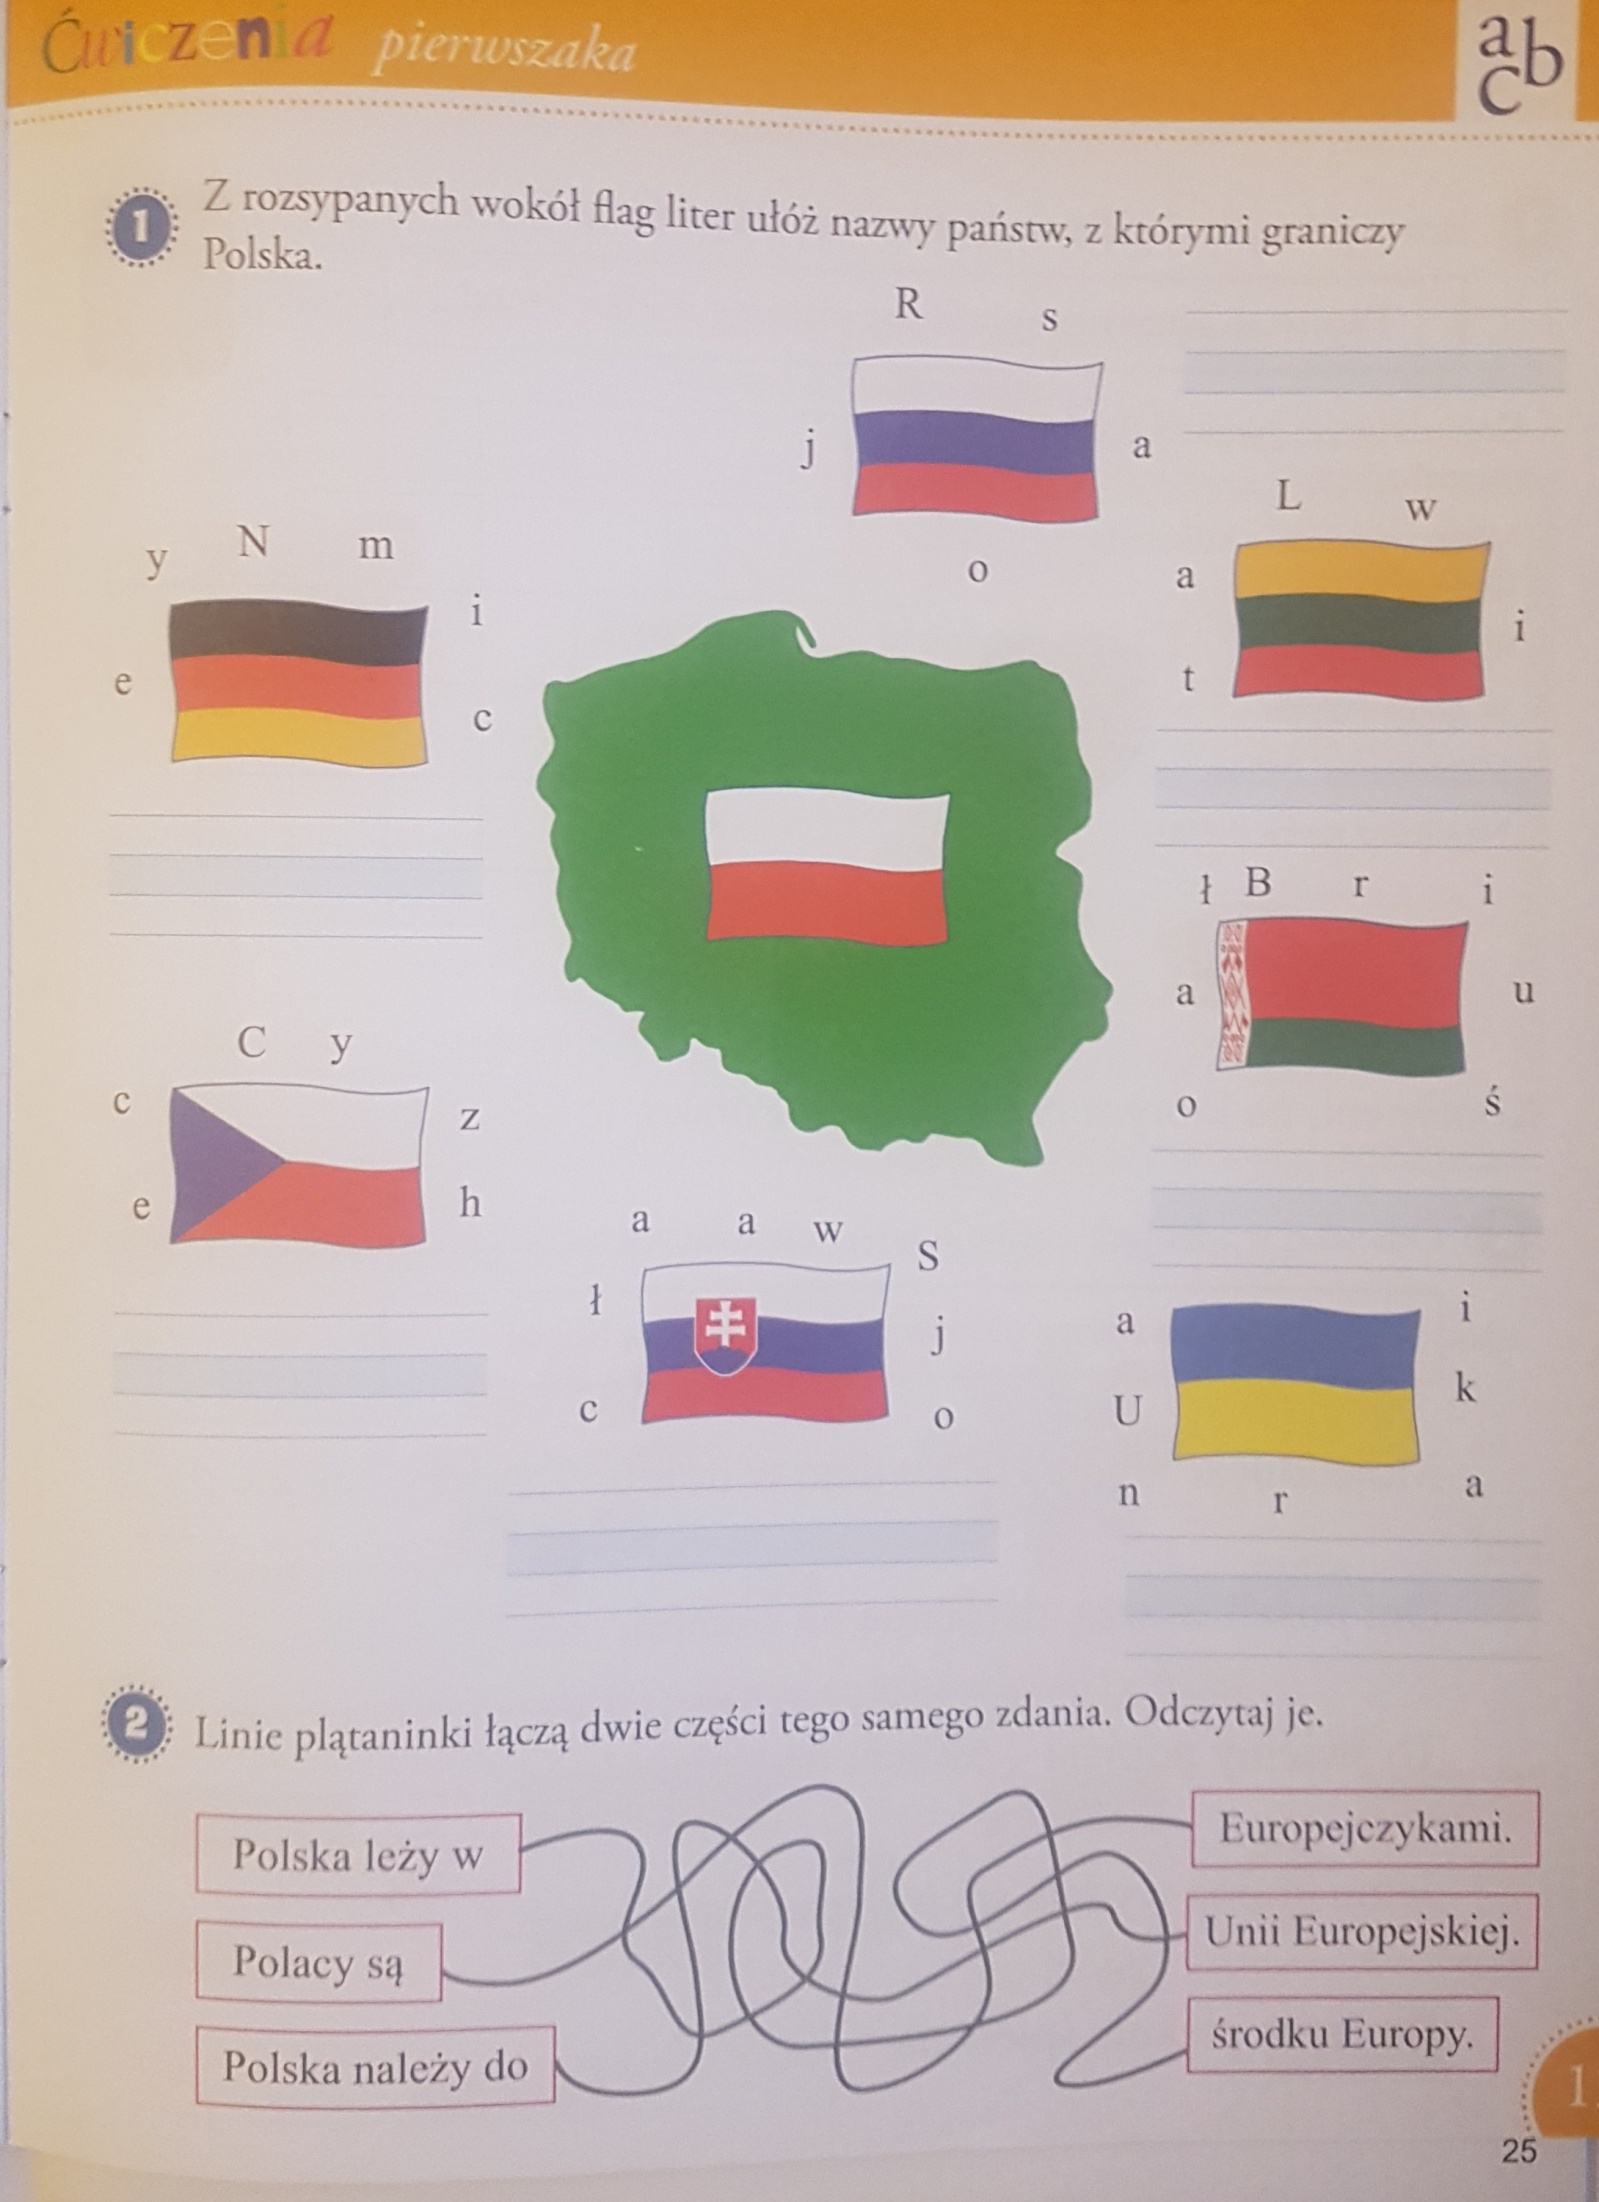 Ćwiczenia pierwszaka
a b
c
1
Z rozsypanych wokół flag liter ułóż nazwy państw, z którymi graniczy
Polska.
R s
j a
o
L w
a i
t
y N m
i
e
c
ł B r i
a u
o ś
C y
c z
e h
a a w S
ł j
c o
a i
U k
n r a
2
Linie plątaninki łączą dwie części tego samego zdania. Odczytaj je.
Polska leży w
Polacy są
Polska należy do
Europejczykami.
Unii Europejskiej.
środku Europy.
1
25